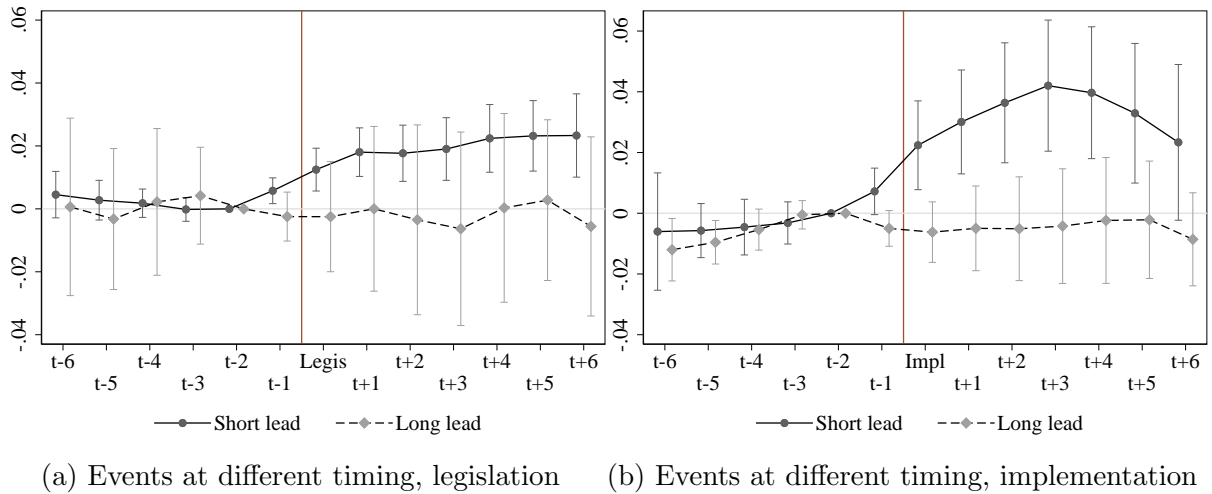 .06
.04
.02
0
-.02
-.04
t-6 t-4 t-2 Legis t+2 t+4 t+6
t-5 t-3 t-1 t+1 t+3 t+5
Short lead Long lead
(a) Events at different timing, legislation
.06
.04
.02
0
-.02
-.04
t-6 t-4 t-2 Impl t+2 t+4 t+6
t-5 t-3 t-1 t+1 t+3 t+5
Short lead Long lead
(b) Events at different timing, implementation